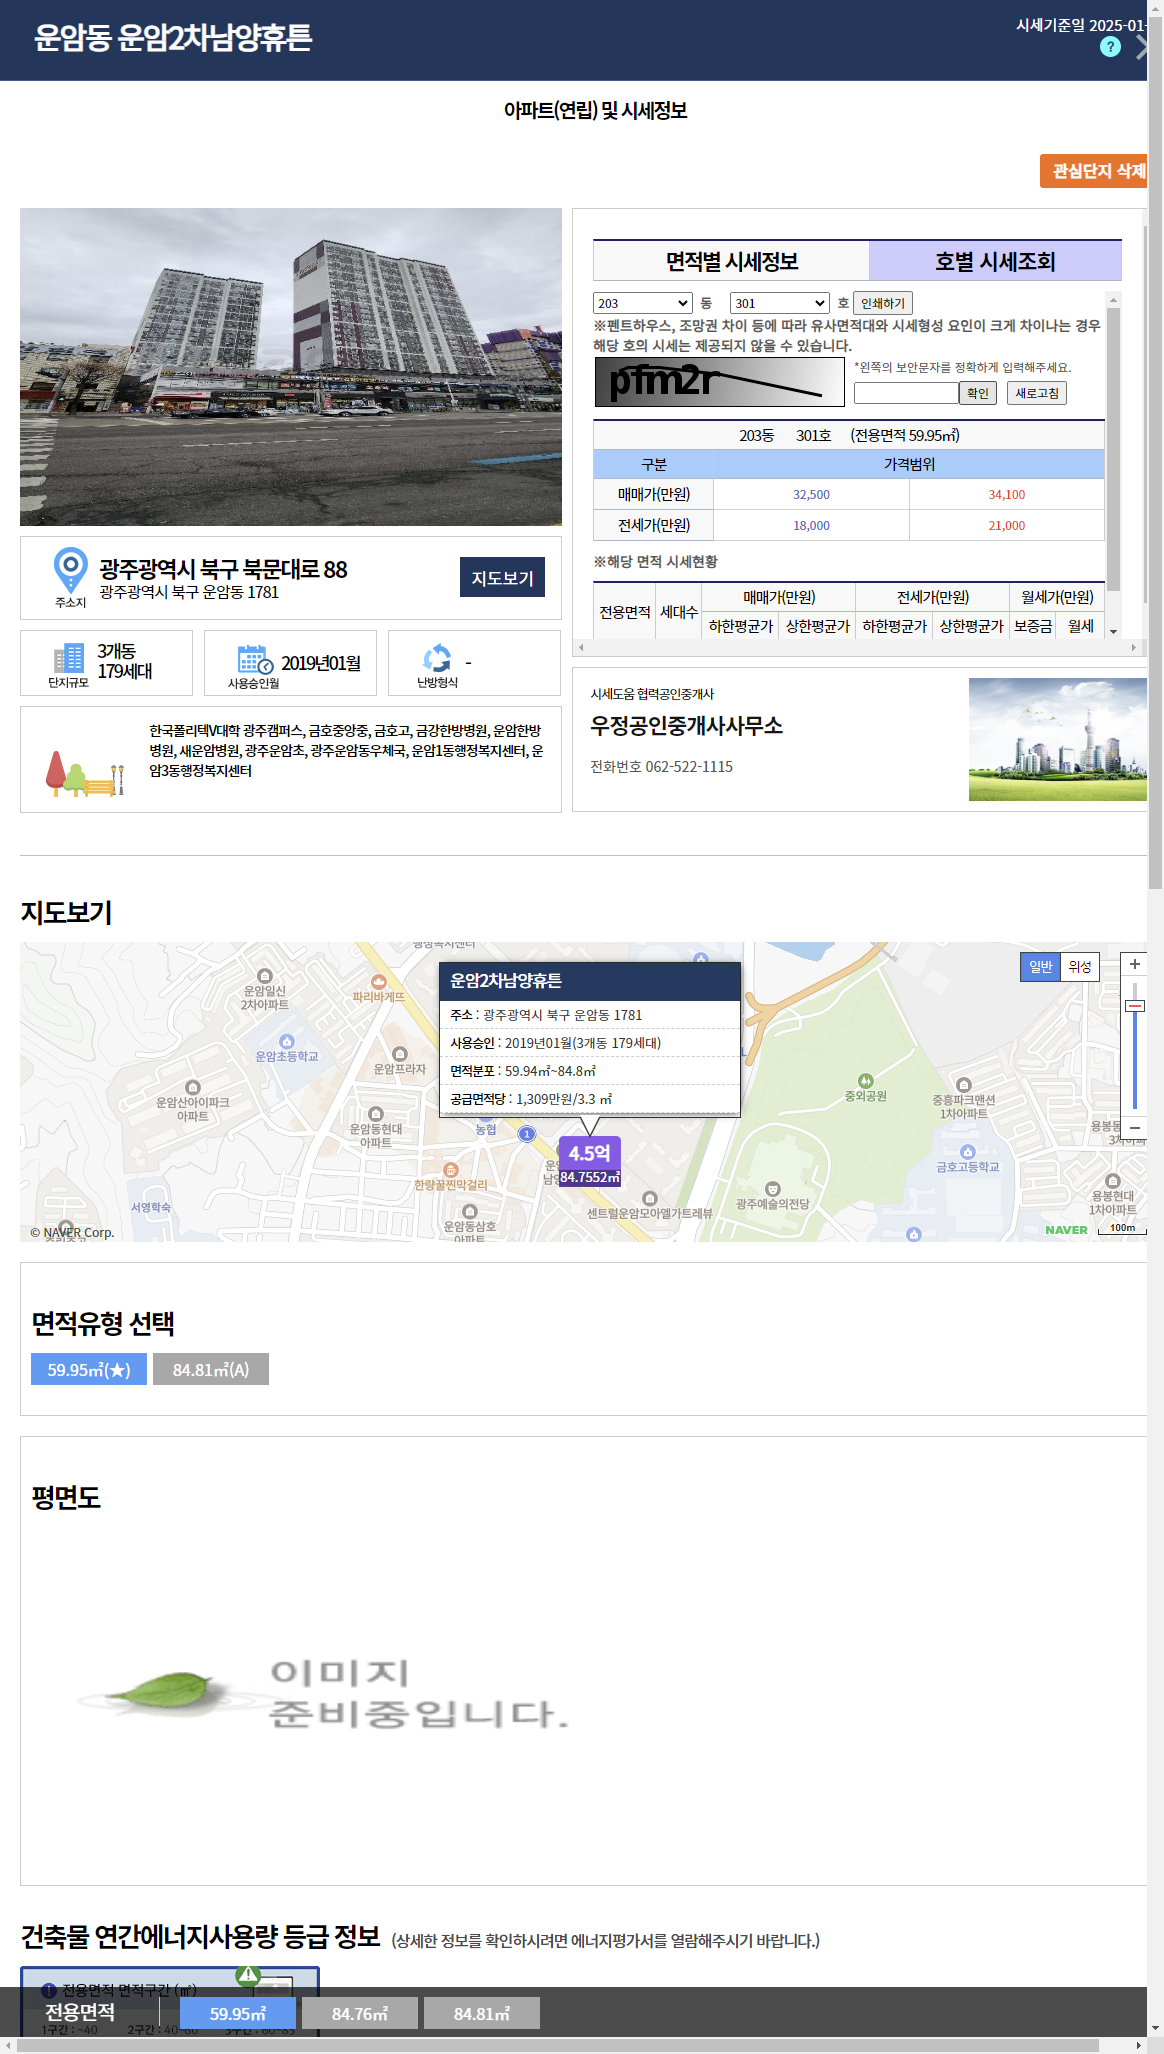 운암동 운암2차남양휴튼
시세기준일 2025-01-
?
아파트(연립) 및 시세정보
관심단지 삭제
면적별 시세정보
호별 시세조회
203 동 301 호 인쇄하기
※펜트하우스, 조망권 차이 등에 따라 유사면적대와 시세형성 요인이 크게 차이나는 경우
해당 호의 시세는 제공되지 않을 수 있습니다.
pfm2r
*왼쪽의 보안문자를 정확하게 입력해주세요.
확인 새로고침
203동 301호 (전용면적 59.95㎡)
구분 가격범위
매매가(만원) 32,500 34,100
전세가(만원) 18,000 21,000
※해당 면적 시세현황
전용면적 세대수 매매가(만원) 전세가(만원) 월세가(만원)
하한평균가 상한평균가 하한평균가 상한평균가 보증금 월세
주소지
광주광역시 북구 북문대로 88
광주광역시 북구 운암동 1781
지도보기
단지규모
3개동
179세대
사용승인월
2019년01월
난방형식
-
한국폴리텍V대학 광주캠퍼스, 금호중앙중, 금호고, 금강한방병원, 운암한방
병원, 새운암병원, 광주운암초, 광주운암동우체국, 운암1동행정복지센터, 운
암3동행정복지센터
시세도움 협력공인중개사
우정공인중개사사무소
전화번호 062-522-1115
지도보기
행정복지센터
운암일신
2차아파트
파리바게뜨
운암초등학교
운암프라자
운암산아이파크
아파트
운암동현대
아파트
운암2차남양휴튼
주소 : 광주광역시 북구 운암동 1781
사용승인 : 2019년01월(3개동 179세대)
면적분포 : 59.94㎡~84.8㎡
공급면적당 : 1,309만원/3.3 ㎡
농협
1
4.5억
84.7552㎡
한랑꿀찐막걸리
운암동삼호
아파트
서영학숙
센트럴운암모아엘가트레뷰
광주예술의전당
중외공원
중흥파크맨션
1차아파트
금호고등학교
용봉현대
1차아파트
일반 위성
+
−
© NAVER Corp.
NAVER
100m
면적유형 선택
59.95㎡(★) 84.81㎡(A)
평면도
이미지
준비중입니다.
건축물 연간에너지사용량 등급 정보 (상세한 정보를 확인하시려면 에너지평가서를 열람해주시기 바랍니다.)
전용면적 면적구간 (㎡)
1구간 : ~40 2구간 : 40~60 3구간 : 60~85
전용면적 59.95㎡ 84.76㎡ 84.81㎡